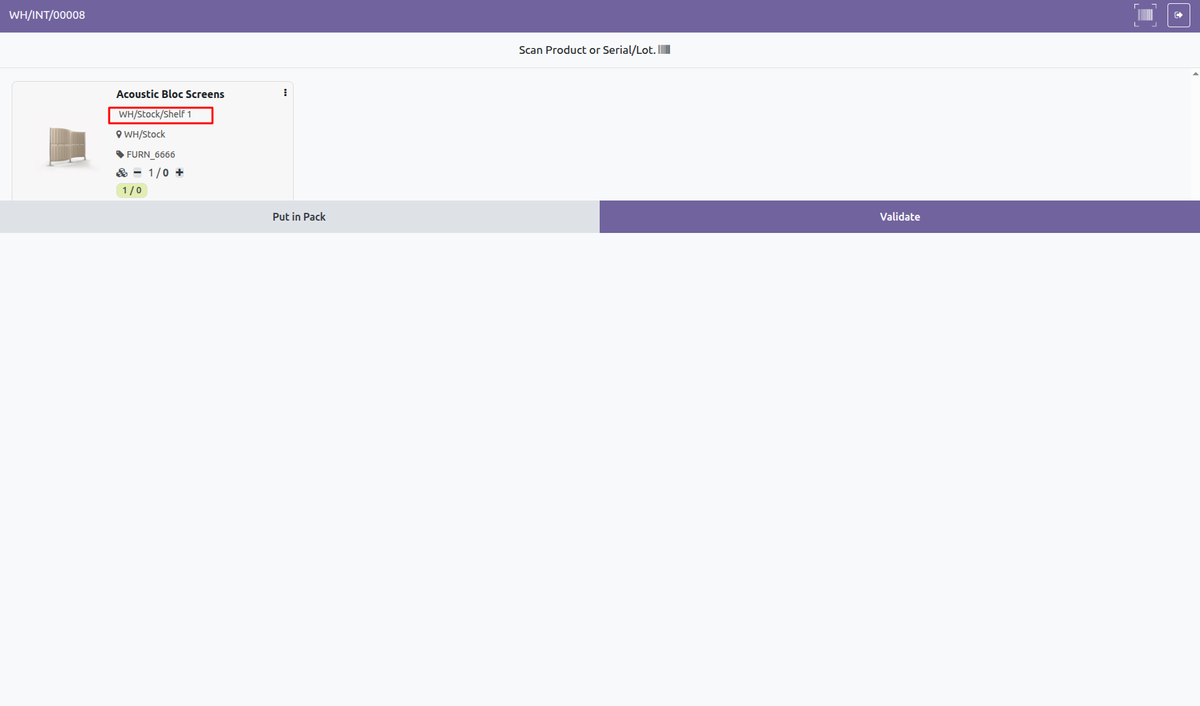 WH/INT/00008
Scan Product or Serial/Lot.
Acoustic Bloc Screens
WH/Stock/Shelf 1
WH/Stock
FURN_6666
1 / 0
1 / 0
Put in Pack
Validate